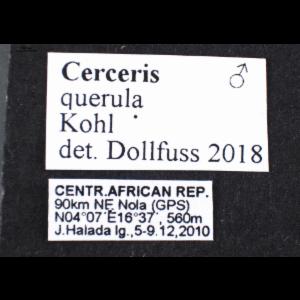 Cerceris ♂
querula
Kohl
det. Dollfuss 2018
CENTR.AFRICAN REP.
90km NE Nola (GPS)
N04°07'E16°37', 560m
J.Halada lg.,5-9.12,2010